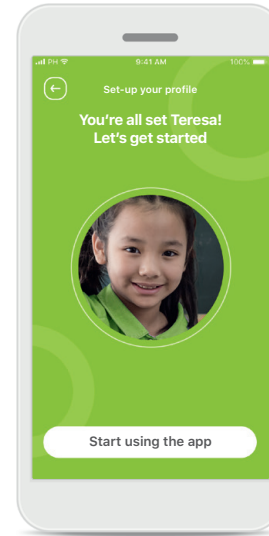 PH 9:41 AM 100%
Set-up your profile
You're all set Teresa!
Let's get started
Start using the app